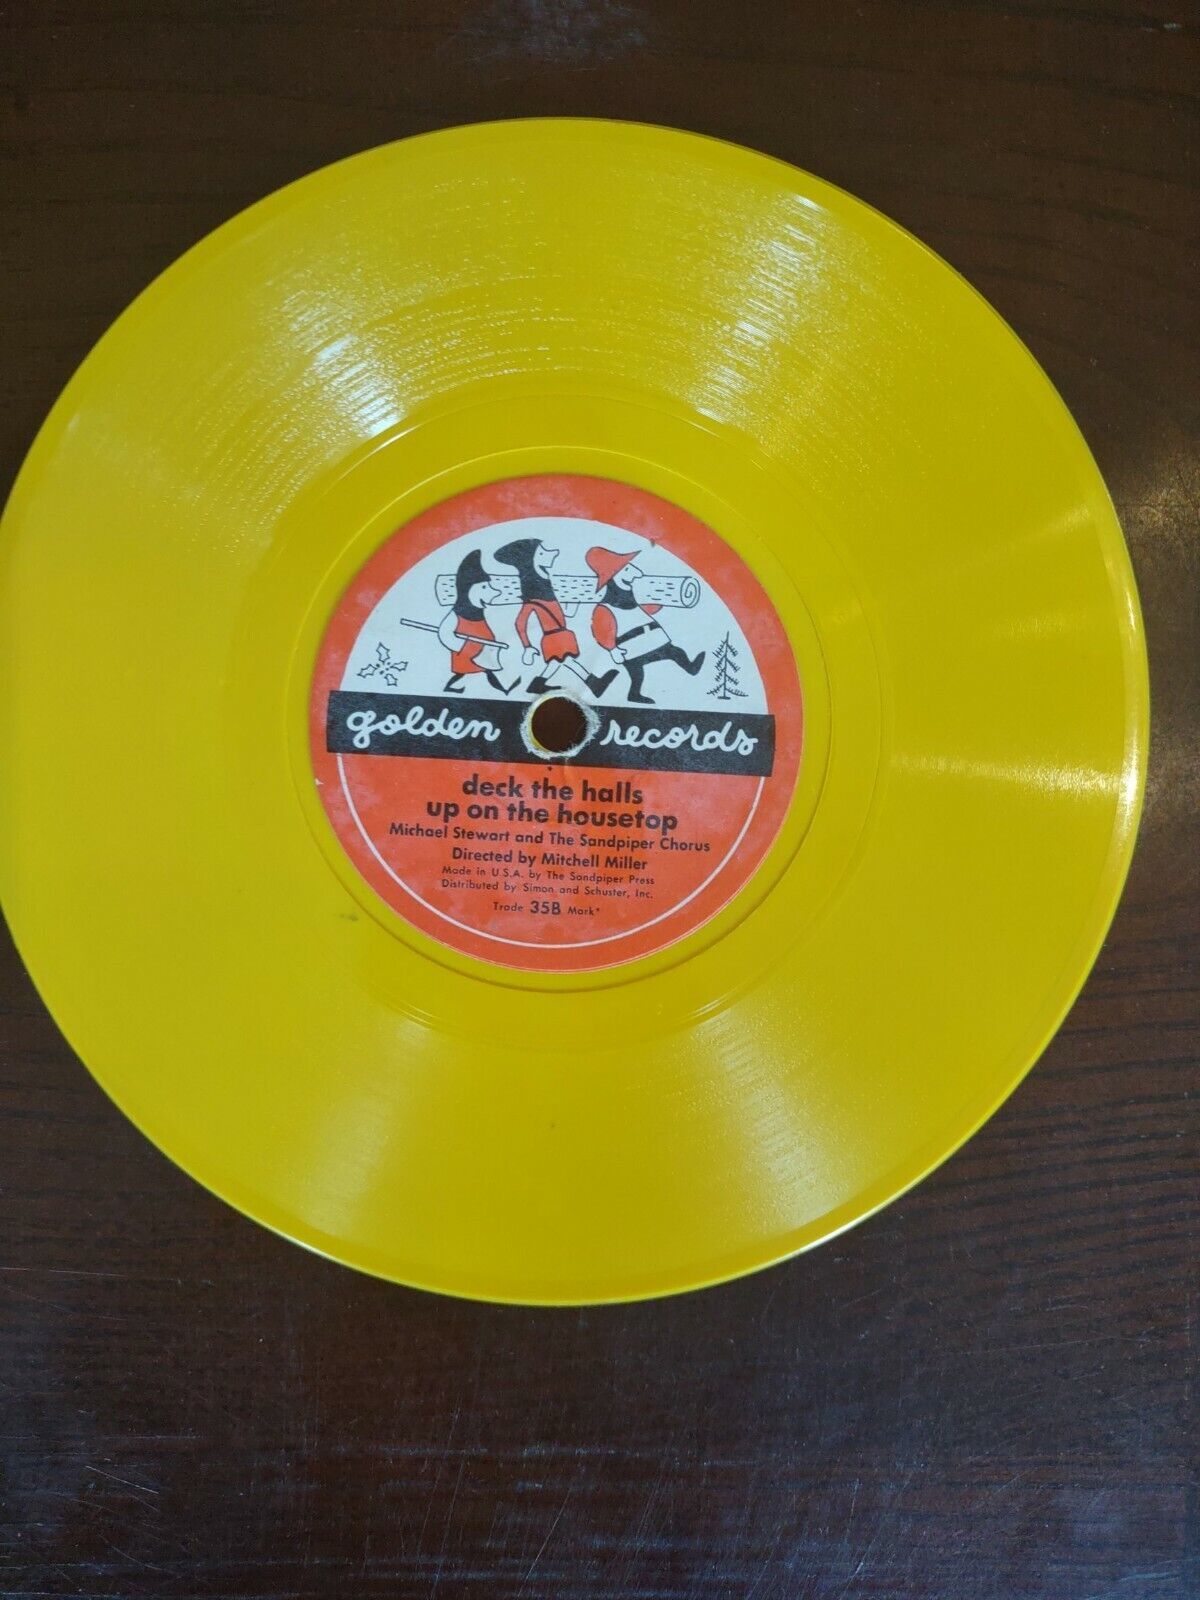 golden records
deck the halls
up on the housetop
Michael Stewart and The Sandpiper Chorus
Directed by Mitchell Miller
Made in U.S.A. by The Sandpiper Press
Distributed by Simon and Schuster, Inc.
Trade 35B Mark*